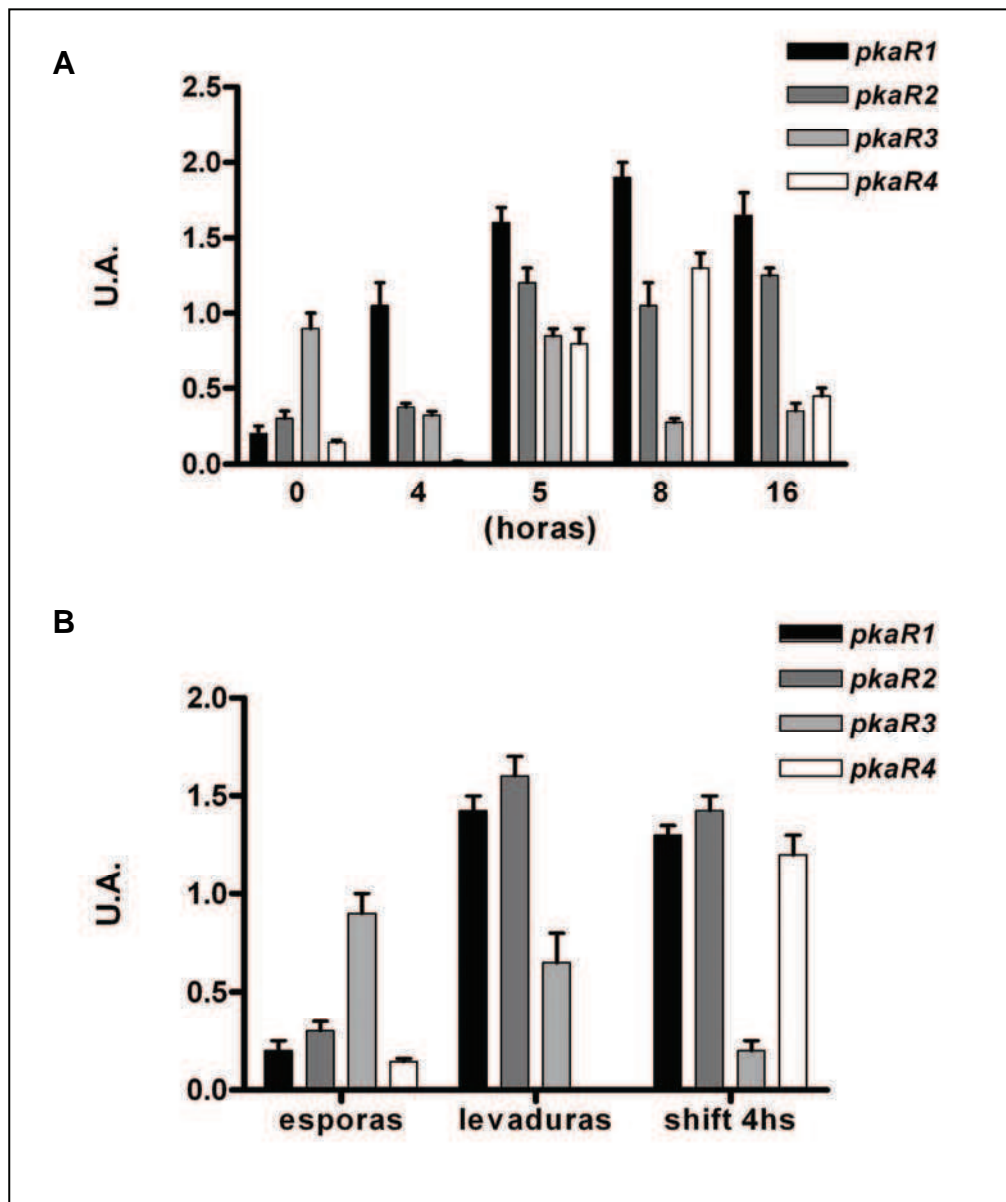 A
pkaR1
pkaR2
pkaR3
pkaR4
2.5
2.0
1.5
1.0
0.5
0.0
U.A.
0 4 5 8 16
(horas)
B
pkaR1
pkaR2
pkaR3
pkaR4
2.0
1.5
1.0
0.5
0.0
U.A.
esporas levaduras shift 4hs